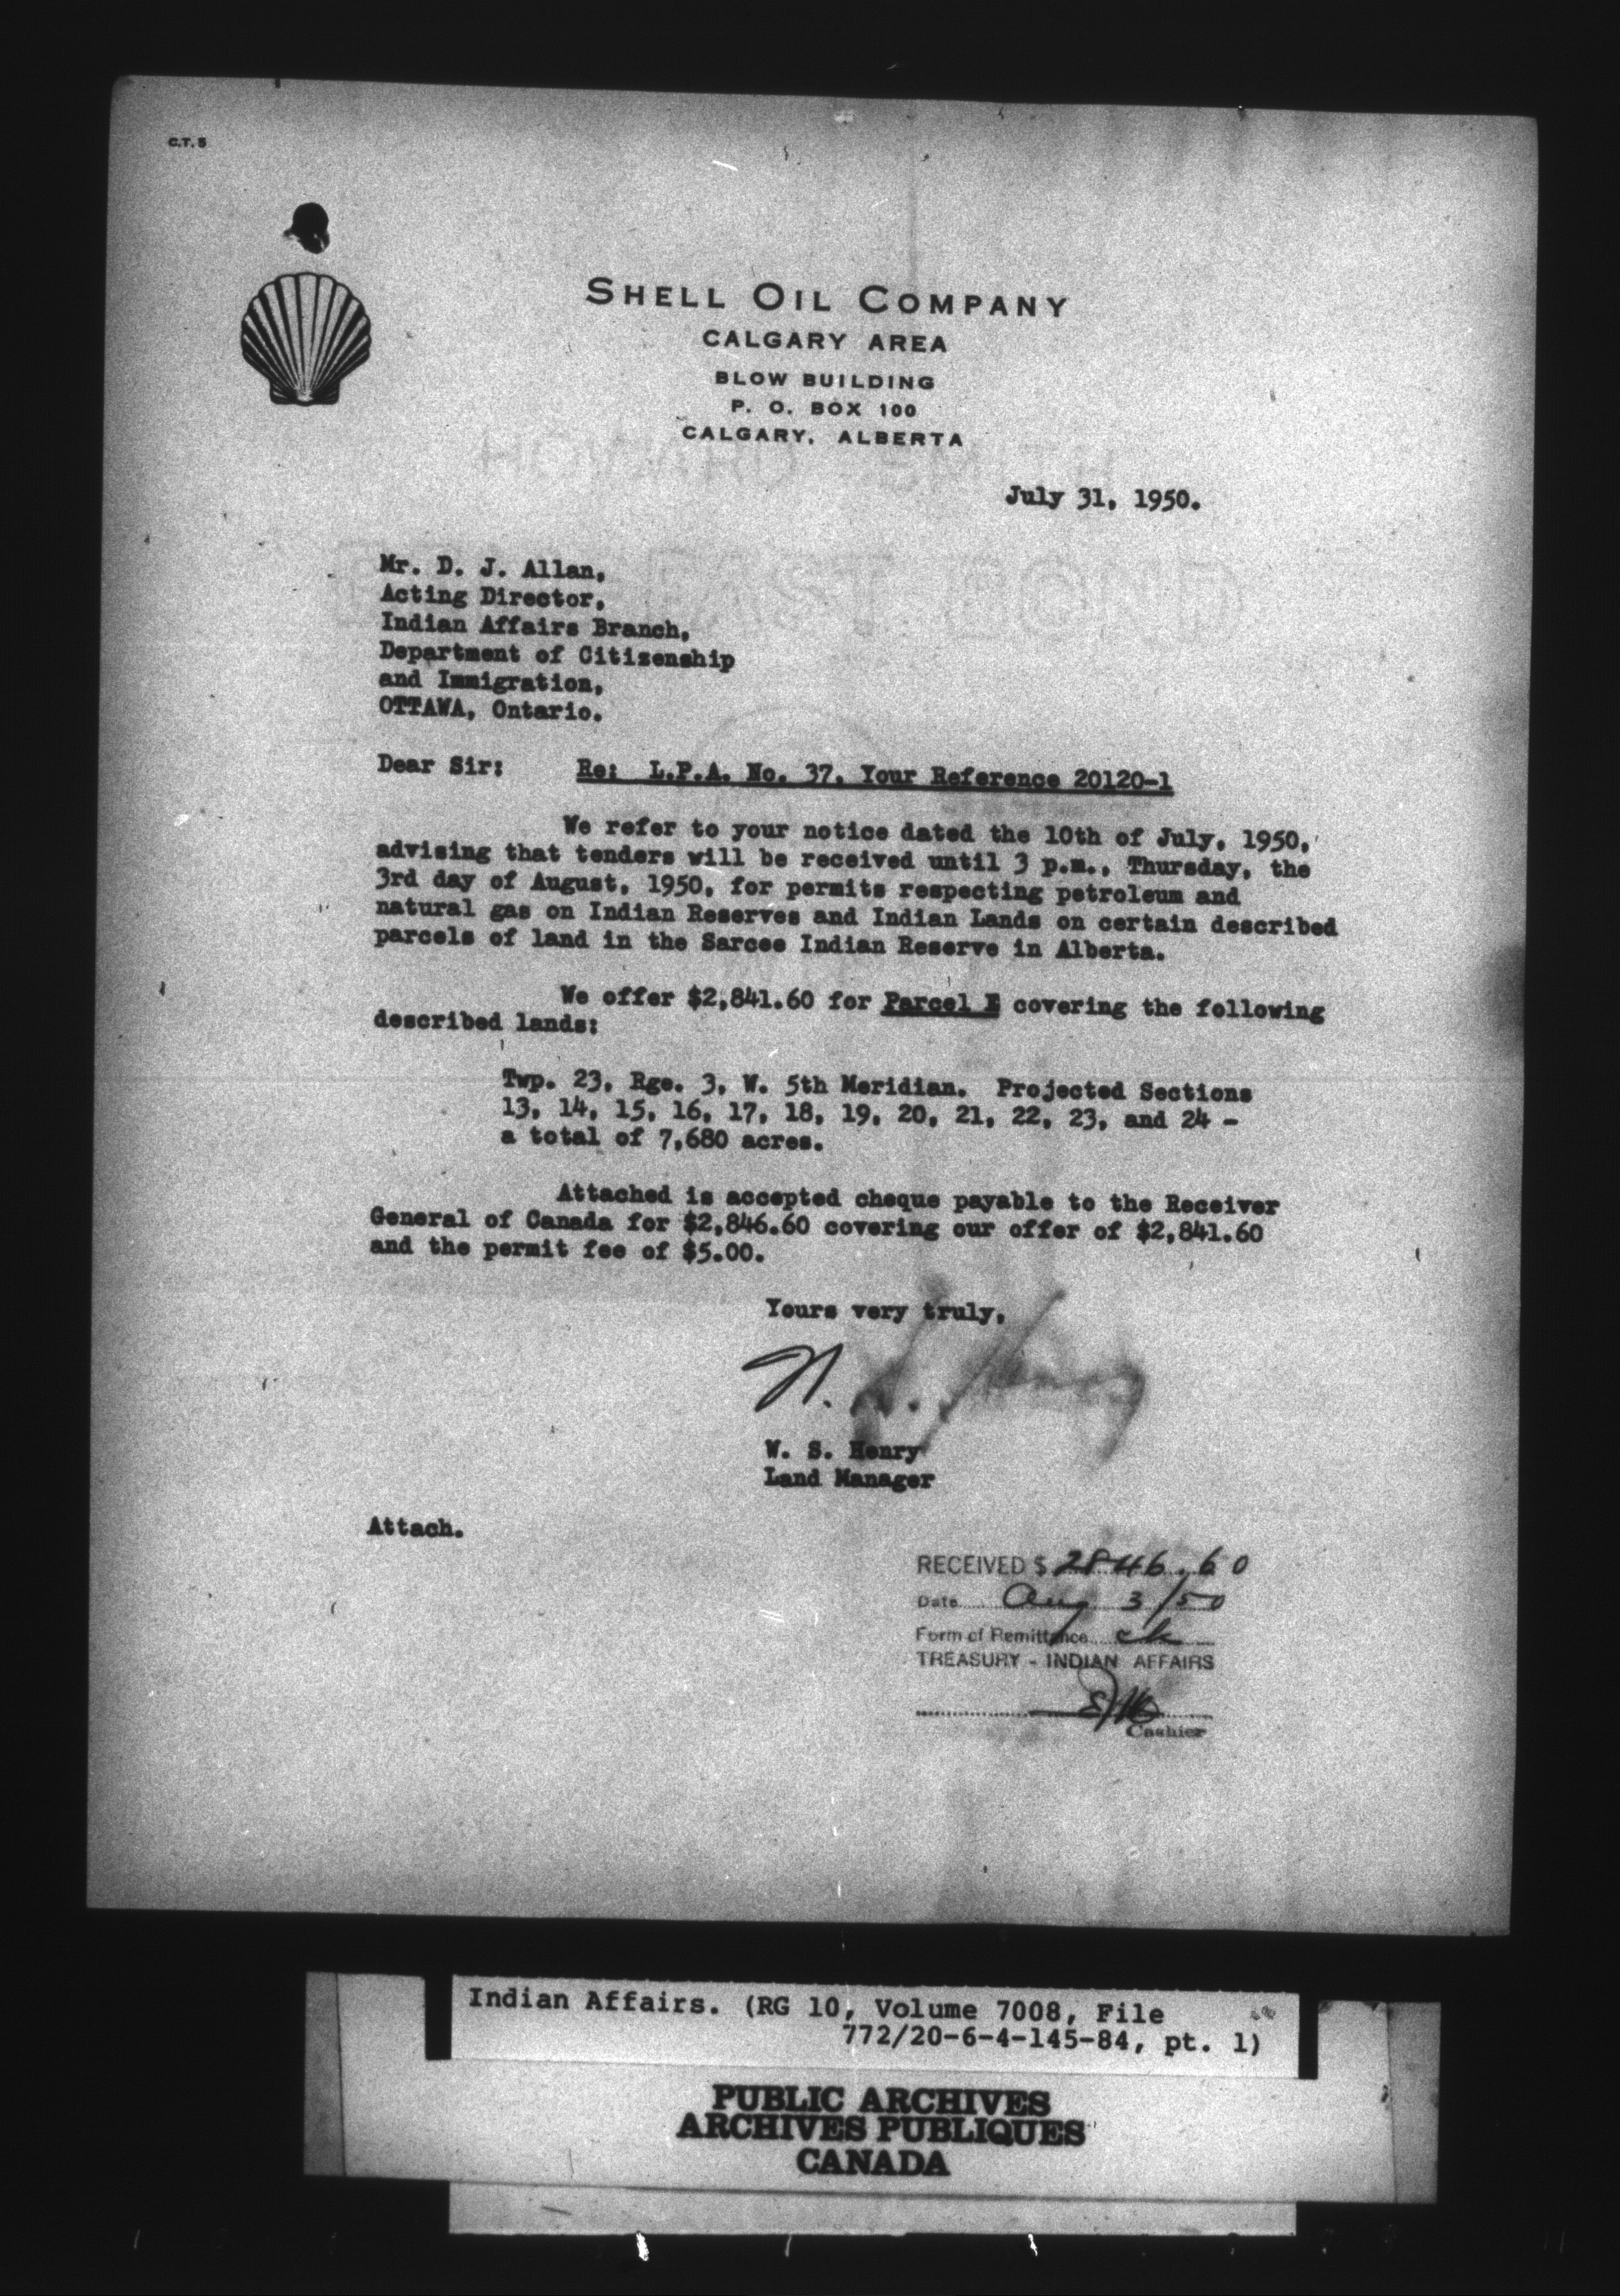 C.T. 5
SHELL OIL COMPANY
CALGARY AREA
BLOW BUILDING
P. O. BOX 100
CALGARY, ALBERTA
July 31, 1950.
Mr. D. J. Allan,
Acting Director,
Indian Affairs Branch,
Department of Citizenship
and Immigration,
OTTAWA, Ontario.
Dear Sir: Re: L.P.A. No. 37, Your Reference 20120-1
We refer to your notice dated the 10th of July, 1950,
advising that tenders will be received until 3 p.m., Thursday, the
3rd day of August, 1950, for permits respecting petroleum and
natural gas on Indian Reserves and Indian Lands on certain described
parcels of land in the Sarcee Indian Reserve in Alberta.
We offer $2,841.60 for Parcel E covering the following
described lands:
Twp. 23, Rge. 3, W. 5th Meridian. Projected Sections
13, 14, 15, 16, 17, 18, 19, 20, 21, 22, 23, and 24 -
a total of 7,680 acres.
Attached is accepted cheque payable to the Receiver
General of Canada for $2,846.60 covering our offer of $2,841.60
and the permit fee of $5.00.
Yours very truly,
W. S. Henry
W. S. Henry
Land Manager
Attach.
RECEIVED $ 2846.60
Date Aug 3/50
Form of Remittance ck
TREASURY - INDIAN AFFAIRS
Cashier
Indian Affairs. (RG 10, Volume 7008, File
772/20-6-4-145-84, pt. 1)
PUBLIC ARCHIVES
ARCHIVES PUBLIQUES
CANADA